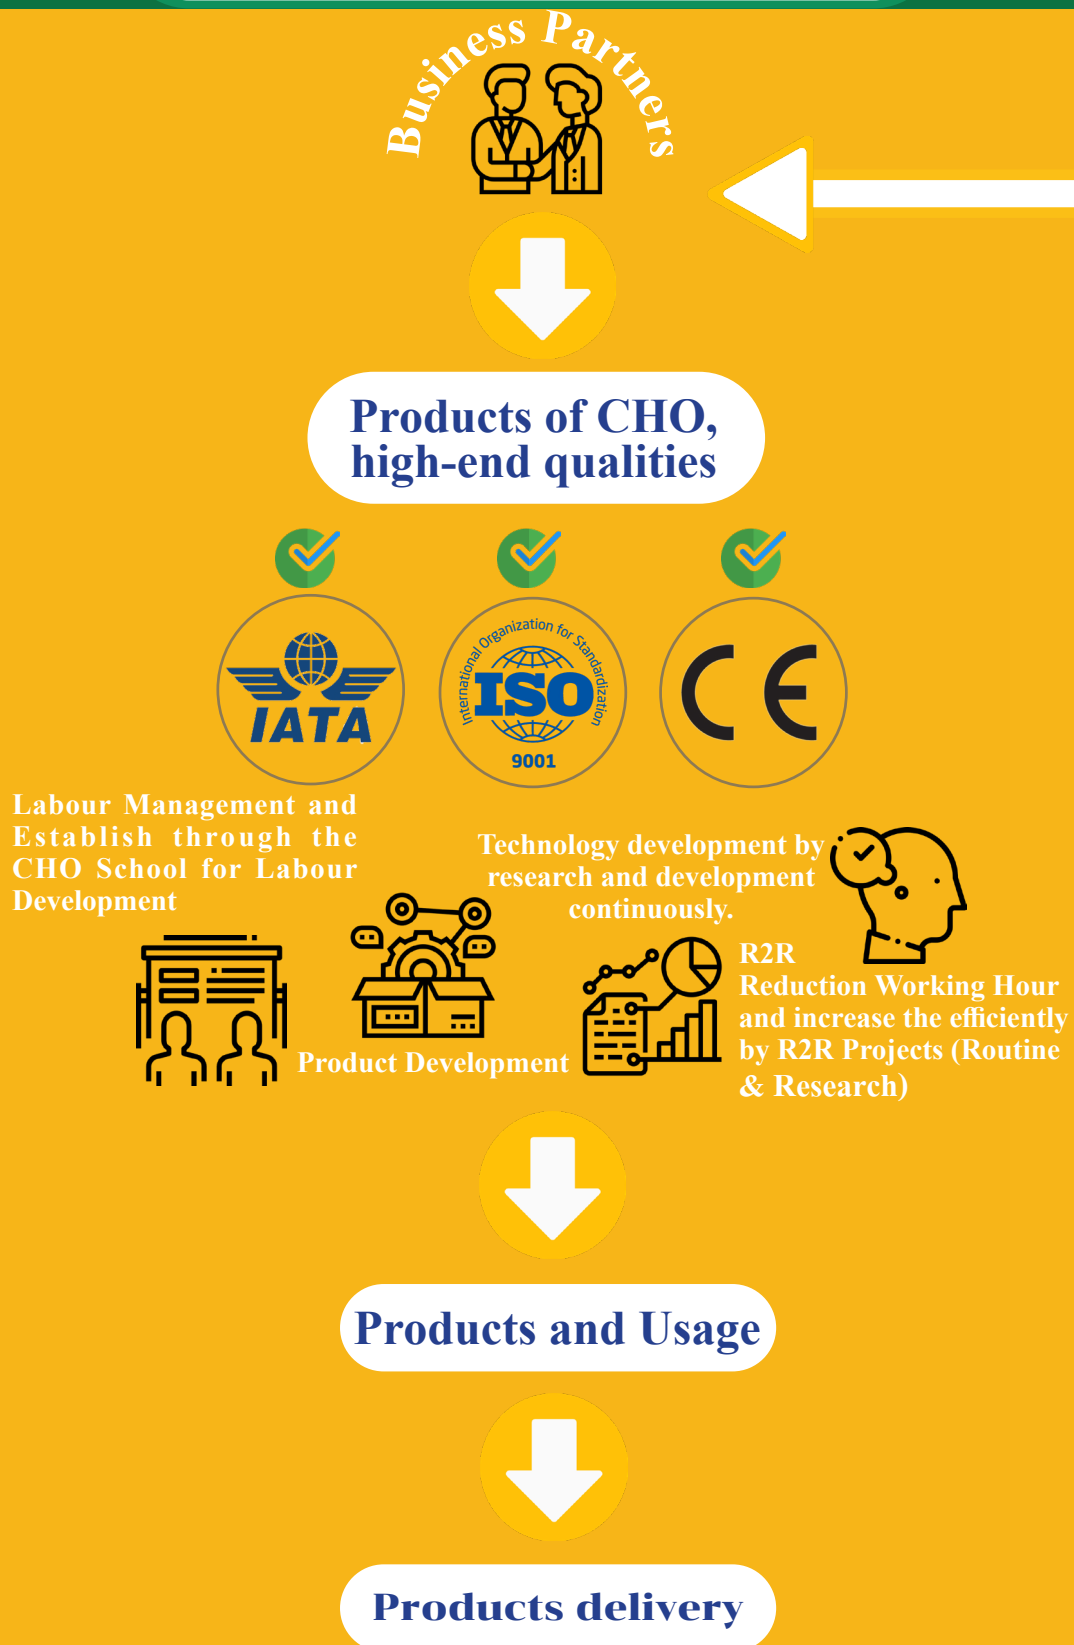 Business Partners
Products of CHO,
high-end qualities
IATA
International Organization for Standardization
ISO
9001
CE
Labour Management and
Establish through the
CHO School for Labour
Development
Technology development by
research and development
continuously.
Product Development
R2R
Reduction Working Hour
and increase the efficiently
by R2R Projects (Routine
& Research)
Products and Usage
Products delivery